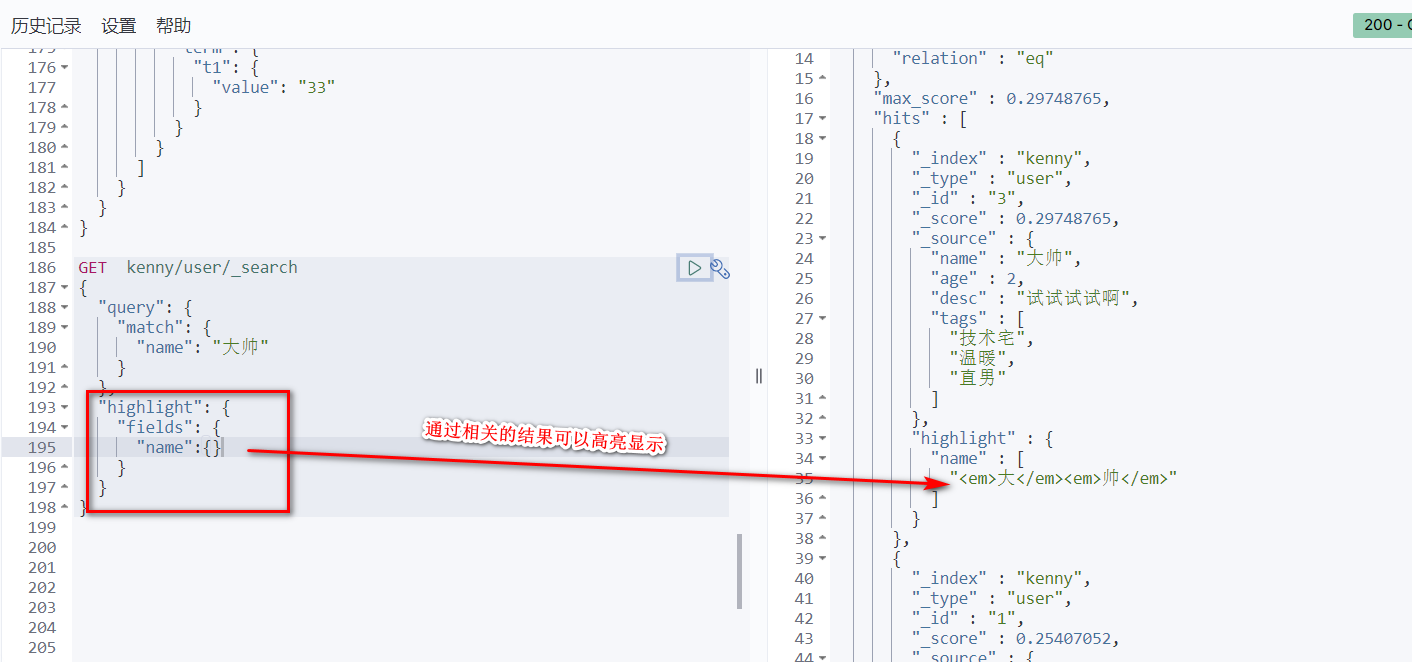 历史记录 设置 帮助
200 -
175 "term": {
176 "t1": {
177 "value": "33"
178 }
179 }
180 }
181 ]
182 }
183 }
184 }
185
186 GET kenny/user/_search
187 {
188 "query": {
189 "match": {
190 "name": "大帅"
191 }
192 },
193 "highlight": {
194 "fields": {
195 "name":{}
196 }
197 }
198 }
199
200
201
202
203
204
205
通过相关的结果可以高亮显示
14 "relation" : "eq"
15 },
16 "max_score" : 0.29748765,
17 "hits" : [
18 {
19 "_index" : "kenny",
20 "_type" : "user",
21 "_id" : "3",
22 "_score" : 0.29748765,
23 "_source" : {
24 "name" : "大帅",
25 "age" : 2,
26 "desc" : "试试试试啊",
27 "tags" : [
28 "技术宅",
29 "温暖",
30 "直男"
31 ]
32 },
33 "highlight" : {
34 "name" : [
35 "<em>大</em><em>帅</em>"
36 ]
37 }
38 },
39 {
40 "_index" : "kenny",
41 "_type" : "user",
42 "_id" : "1",
43 "_score" : 0.25407052,
44 "_source" : {